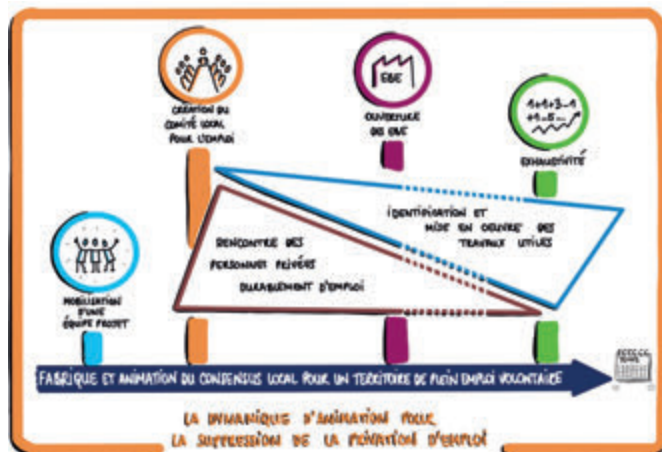 CRÉATION DU
COMITÉ LOCAL
POUR L'EMPLOI
EBE
OUVERTURE
DES EBE
1+1+3-1
+1-5...
EXHAUSTIVITÉ
MOBILISATION
D'UNE
ÉQUIPE PROJET
RENCONTRE DES
PERSONNES PRIVÉES
DURABLEMENT D'EMPLOI
IDENTIFICATION ET
MISE EN OEUVRE DES
TRAVAUX UTILES
FABRIQUE ET ANIMATION DU CONSENSUS LOCAL POUR UN TERRITOIRE DE PLEIN EMPLOI VOLONTAIRE
LA DYNAMIQUE D'ANIMATION POUR
LA SUPPRESSION DE LA PRIVATION D'EMPLOI